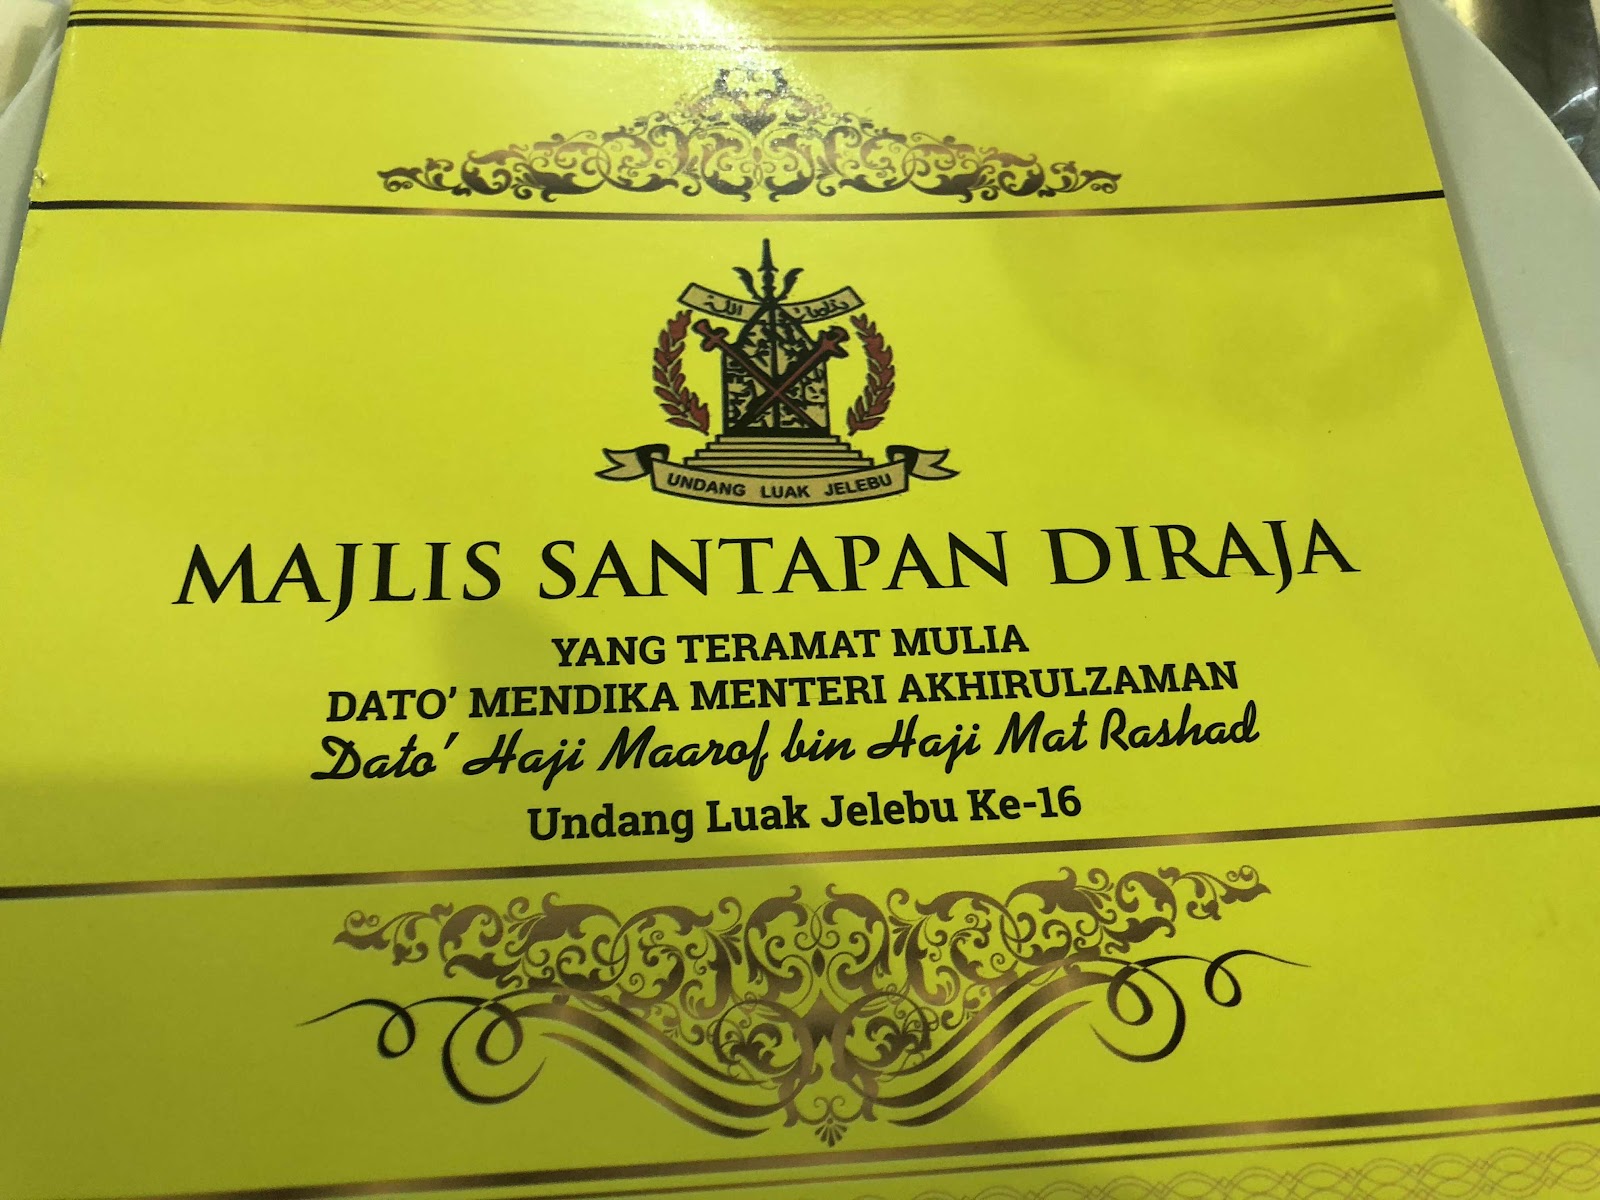 UNDANG LUAK JELEBU
MAJLIS SANTAPAN DIRAJA
YANG TERAMAT MULIA
DATO’ MENDIKA MENTERI AKHIRULZAMAN
Dato’ Haji Maarof bin Haji Mat Rashad
Undang Luak Jelebu Ke-16